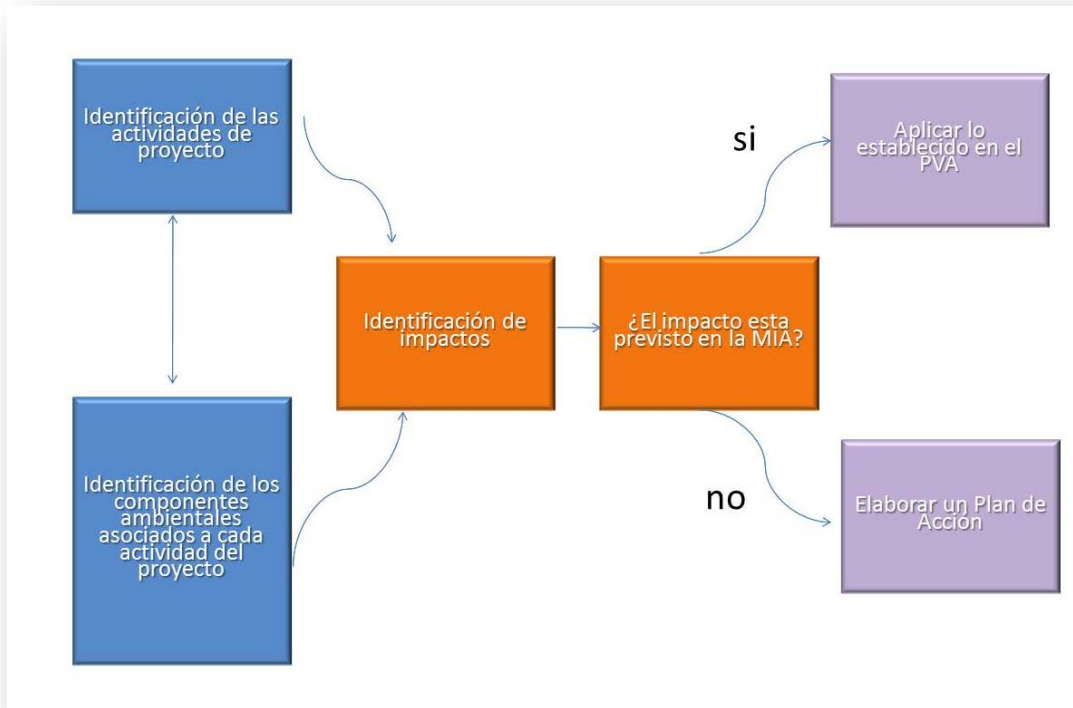 Identificación de las
actividades de
proyecto
Identificación de los
componentes
ambientales
asociados a cada
actividad del
proyecto
Identificación de
impactos
¿El impacto esta
previsto en la MIA?
si
Aplicar lo
establecido en el
PVA
no
Elaborar un Plan de
Acción